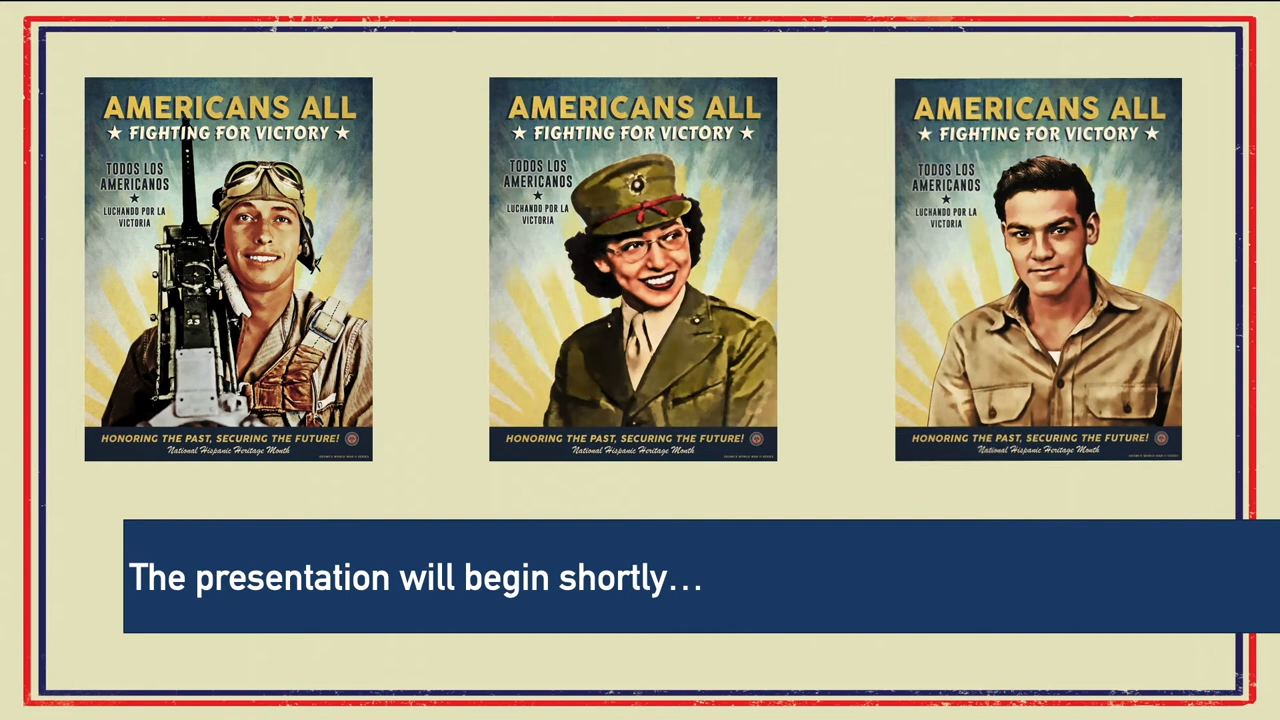 AMERICANS ALL
★ FIGHTING FOR VICTORY ★
TODOS LOS
AMERICANOS
★
LUCHANDO POR LA
VICTORIA
23
HONORING THE PAST, SECURING THE FUTURE!
National Hispanic Heritage Month
AMERICANS ALL
★ FIGHTING FOR VICTORY ★
TODOS LOS
AMERICANOS
★
LUCHANDO POR LA
VICTORIA
HONORING THE PAST, SECURING THE FUTURE!
National Hispanic Heritage Month
AMERICANS ALL
★ FIGHTING FOR VICTORY ★
TODOS LOS
AMERICANOS
★
LUCHANDO POR LA
VICTORIA
HONORING THE PAST, SECURING THE FUTURE!
National Hispanic Heritage Month
The presentation will begin shortly...